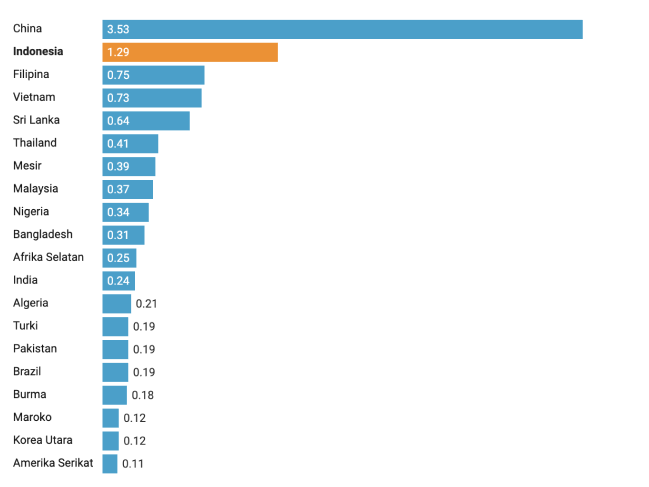 China 3.53
Indonesia 1.29
Filipina 0.75
Vietnam 0.73
Sri Lanka 0.64
Thailand 0.41
Mesir 0.39
Malaysia 0.37
Nigeria 0.34
Bangladesh 0.31
Afrika Selatan 0.25
India 0.24
Algeria 0.21
Turki 0.19
Pakistan 0.19
Brazil 0.19
Burma 0.18
Maroko 0.12
Korea Utara 0.12
Amerika Serikat 0.11